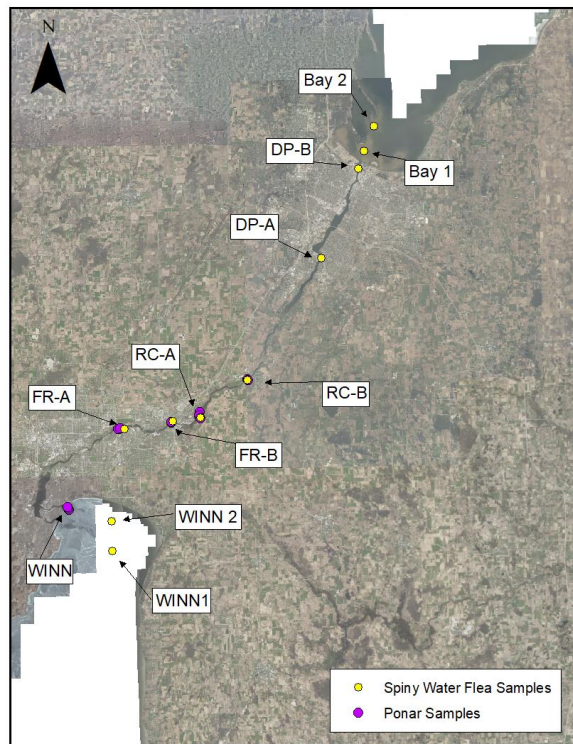 N
Bay 2
DP-B
Bay 1
DP-A
RC-A
RC-B
FR-A
FR-B
WINN 2
WINN
WINN1
Spiny Water Flea Samples
Ponar Samples